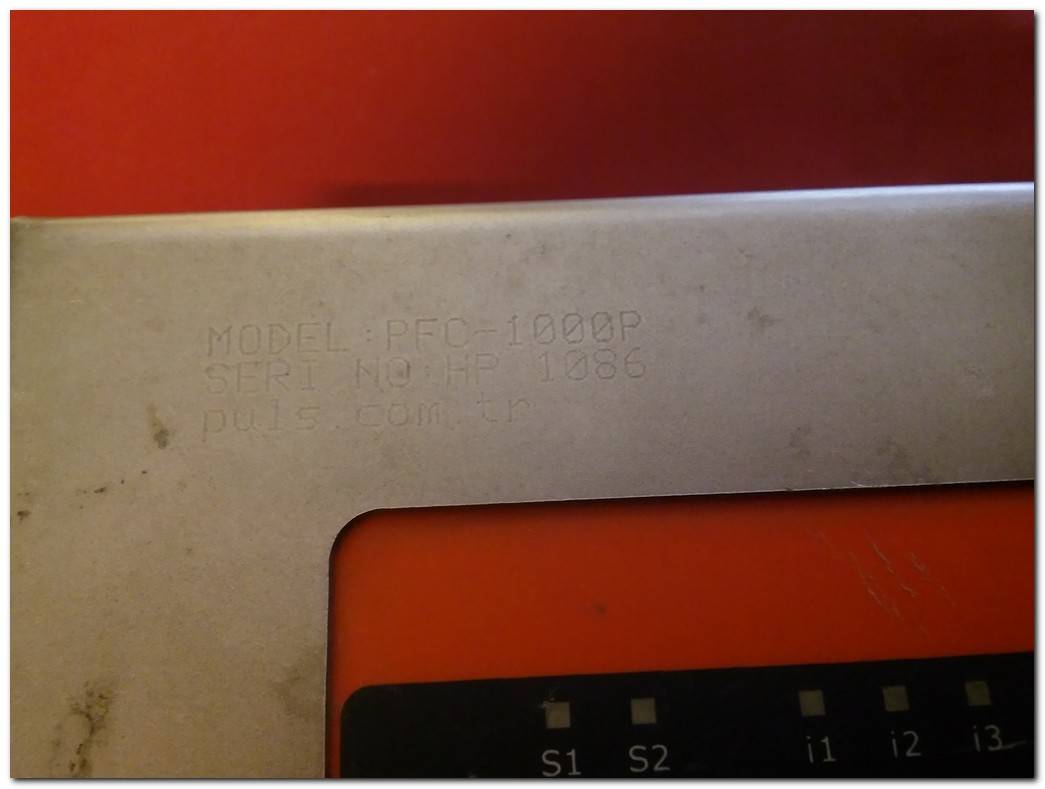 MODEL:PFC-1000P
SERI NO:HP 1086
puls.com.tr
S1 S2 i1 i2 i3